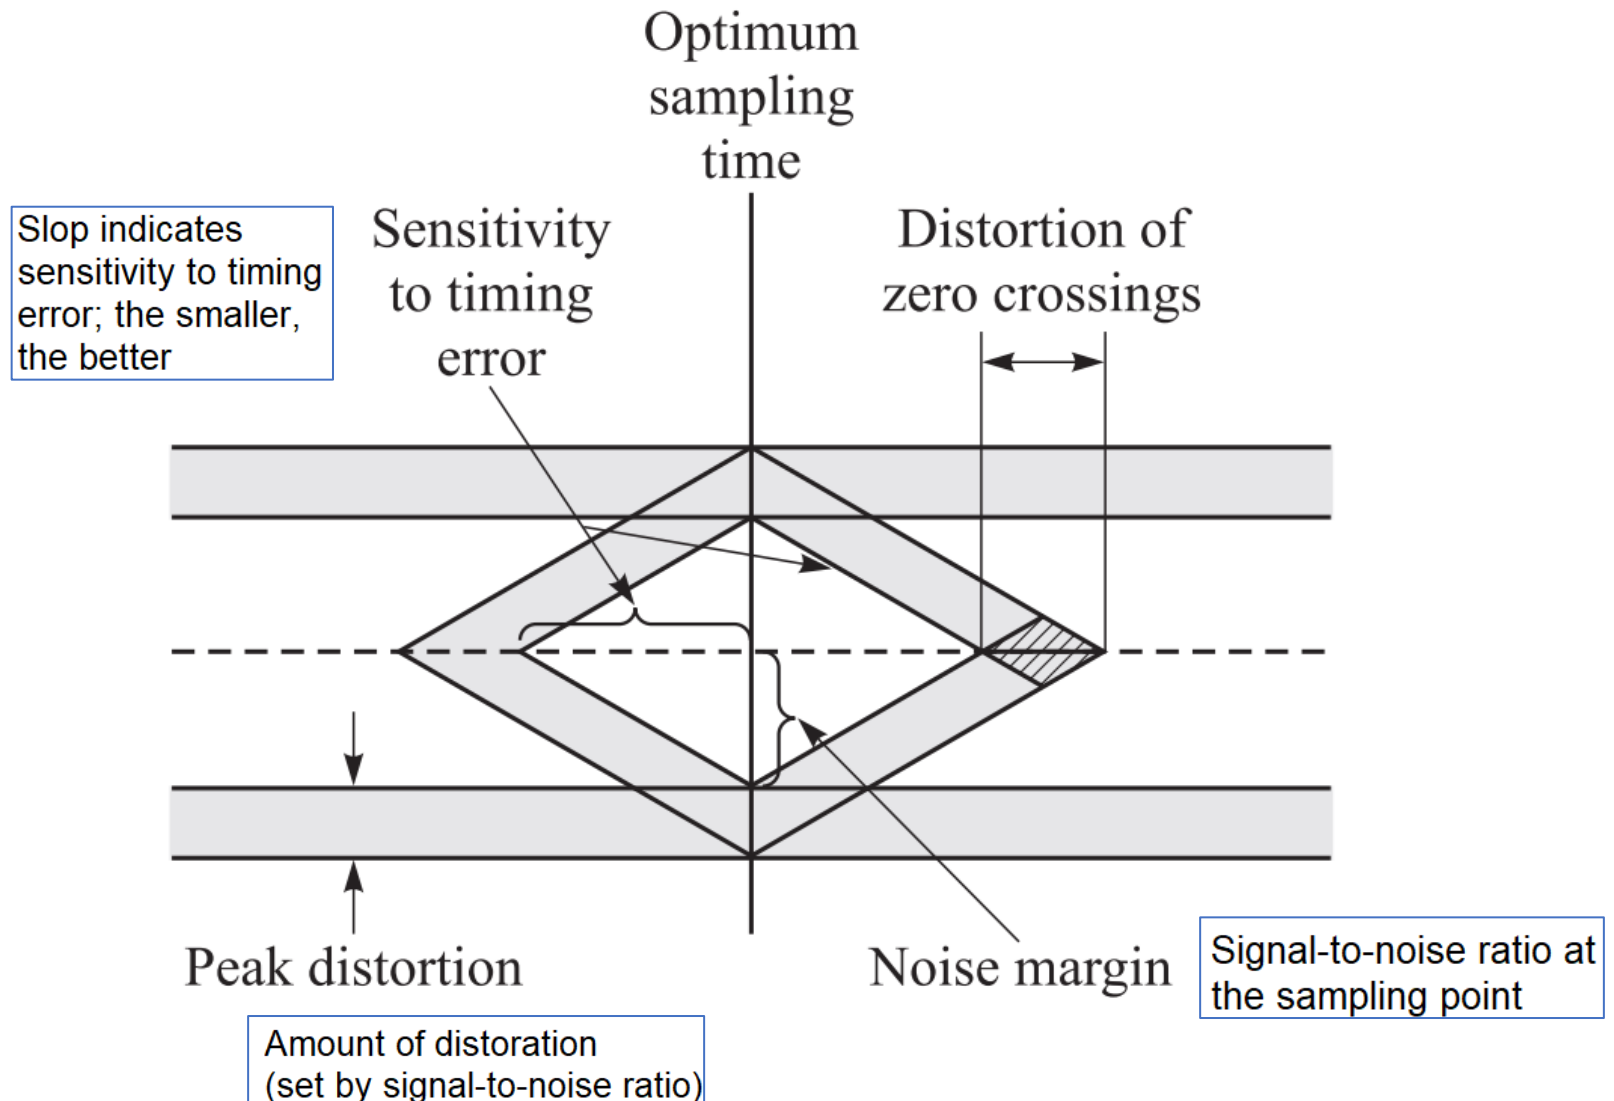 Optimum
sampling
time
Slop indicates
sensitivity to timing
error; the smaller,
the better
Sensitivity
to timing
error
Distortion of
zero crossings
Peak distortion
Noise margin
Signal-to-noise ratio at
the sampling point
Amount of distoration
(set by signal-to-noise ratio)